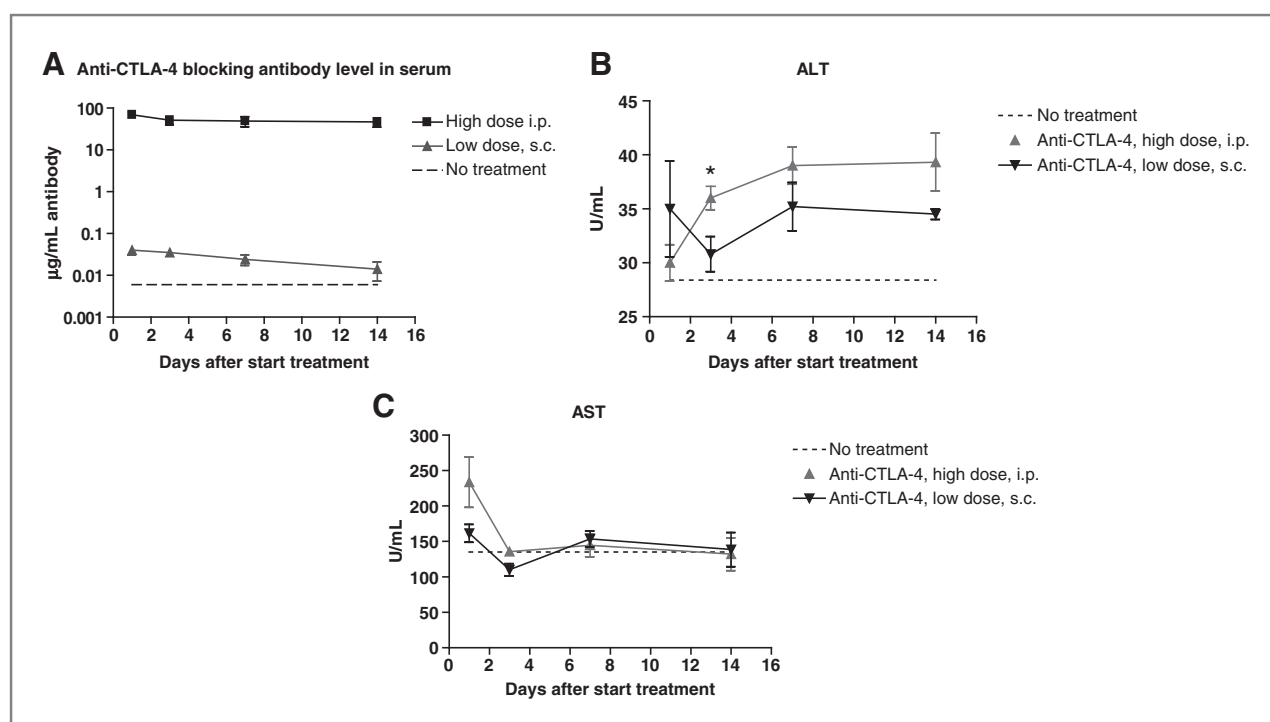 A Anti-CTLA-4 blocking antibody level in serum
µg/mL antibody
100
10
1
0.1
0.01
0.001
0 2 4 6 8 10 12 14 16
Days after start treatment
High dose i.p.
Low dose, s.c.
No treatment
B ALT
U/mL
45
40
35
30
25
*
0 2 4 6 8 10 12 14 16
Days after start treatment
No treatment
Anti-CTLA-4, high dose, i.p.
Anti-CTLA-4, low dose, s.c.
C AST
U/mL
300
250
200
150
100
50
0
0 2 4 6 8 10 12 14 16
Days after start treatment
No treatment
Anti-CTLA-4, high dose, i.p.
Anti-CTLA-4, low dose, s.c.